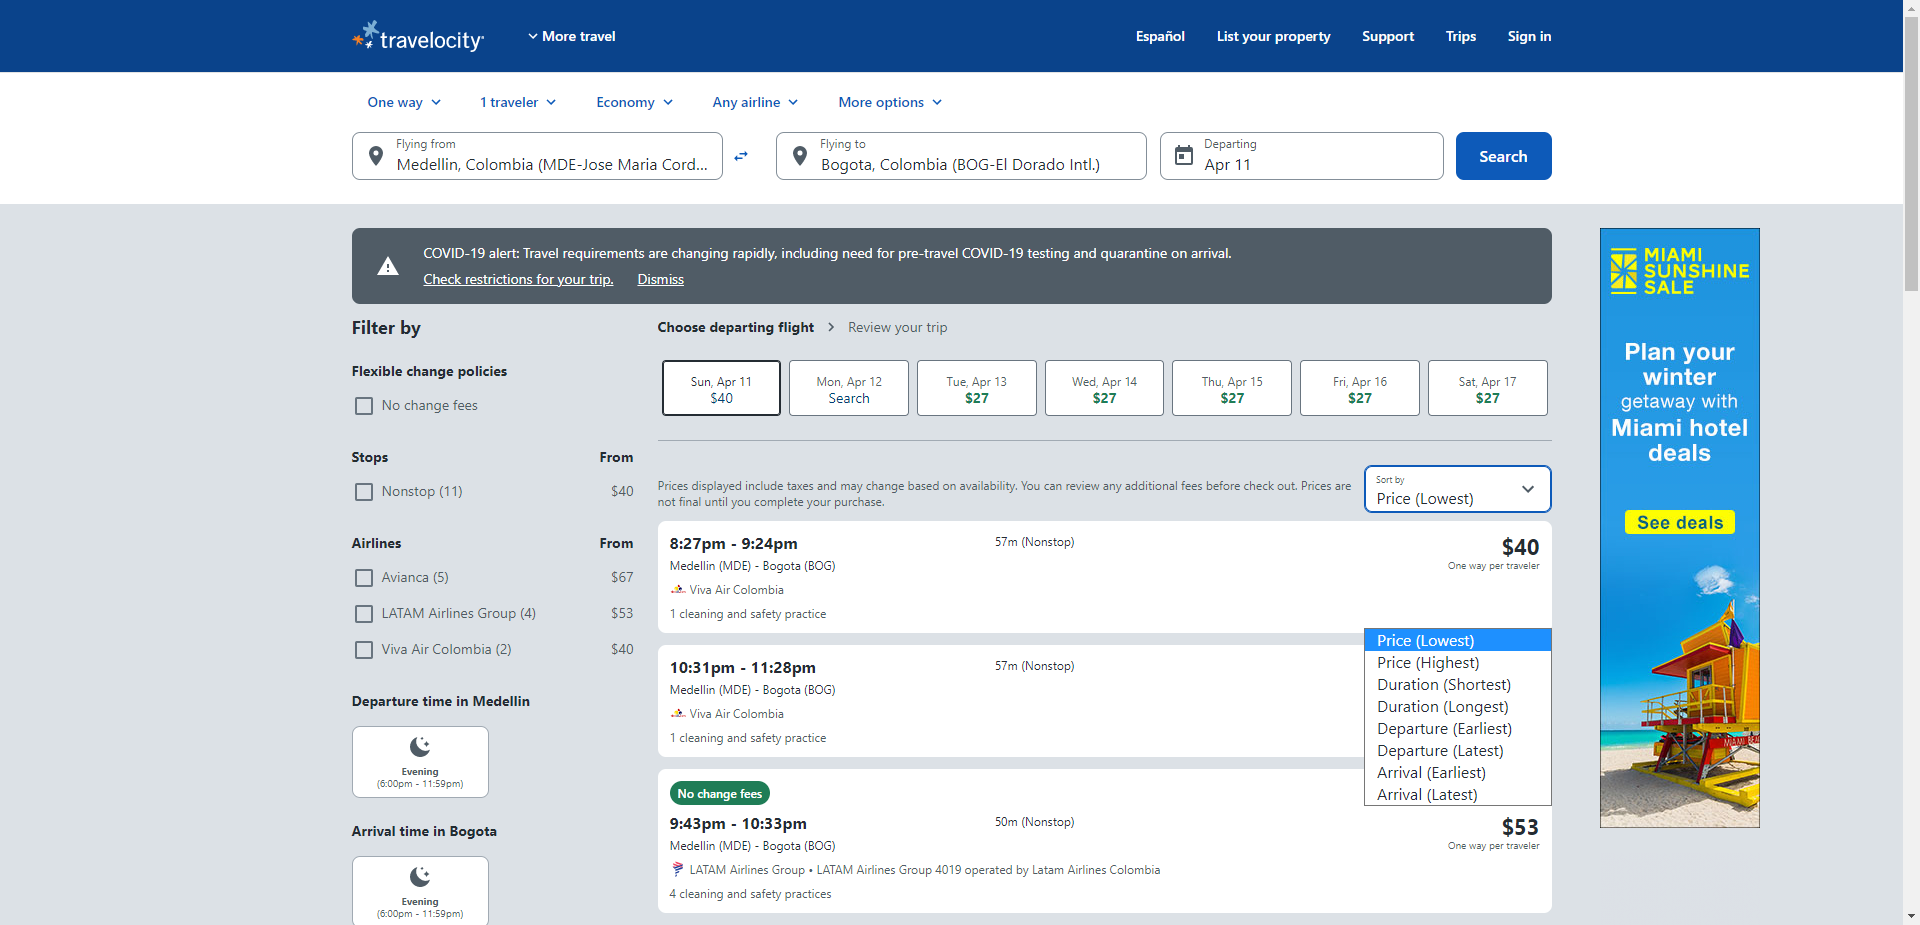 travelocity
More travel
Español
List your property
Support
Trips
Sign in
One way
1 traveler
Economy
Any airline
More options
Flying from
Medellin, Colombia (MDE-Jose Maria Cord...
Flying to
Bogota, Colombia (BOG-El Dorado Intl.)
Departing
Apr 11
Search
COVID-19 alert: Travel requirements are changing rapidly, including need for pre-travel COVID-19 testing and quarantine on arrival.
Check restrictions for your trip. Dismiss
Filter by
Flexible change policies
No change fees
Stops From
Nonstop (11) $40
Airlines From
Avianca (5) $67
LATAM Airlines Group (4) $53
Viva Air Colombia (2) $40
Departure time in Medellin
Evening
(6:00pm - 11:59pm)
Arrival time in Bogota
Evening
(6:00pm - 11:59pm)
Choose departing flight Review your trip
Sun, Apr 11
$40
Mon, Apr 12
Search
Tue, Apr 13
$27
Wed, Apr 14
$27
Thu, Apr 15
$27
Fri, Apr 16
$27
Sat, Apr 17
$27
Prices displayed include taxes and may change based on availability. You can review any additional fees before check out. Prices are
not final until you complete your purchase.
Sort by
Price (Lowest)
8:27pm - 9:24pm 57m (Nonstop) $40
Medellin (MDE) - Bogota (BOG) One way per traveler
Viva Air Colombia
1 cleaning and safety practice
10:31pm - 11:28pm 57m (Nonstop)
Medellin (MDE) - Bogota (BOG)
Viva Air Colombia
1 cleaning and safety practice
Price (Lowest)
Price (Highest)
Duration (Shortest)
Duration (Longest)
Departure (Earliest)
Departure (Latest)
Arrival (Earliest)
Arrival (Latest)
No change fees
9:43pm - 10:33pm 50m (Nonstop) $53
Medellin (MDE) - Bogota (BOG) One way per traveler
LATAM Airlines Group • LATAM Airlines Group 4019 operated by Latam Airlines Colombia
4 cleaning and safety practices
MIAMI
SUNSHINE
SALE
Plan your
winter
getaway with
Miami hotel
deals
See deals
MIAMI BEACH